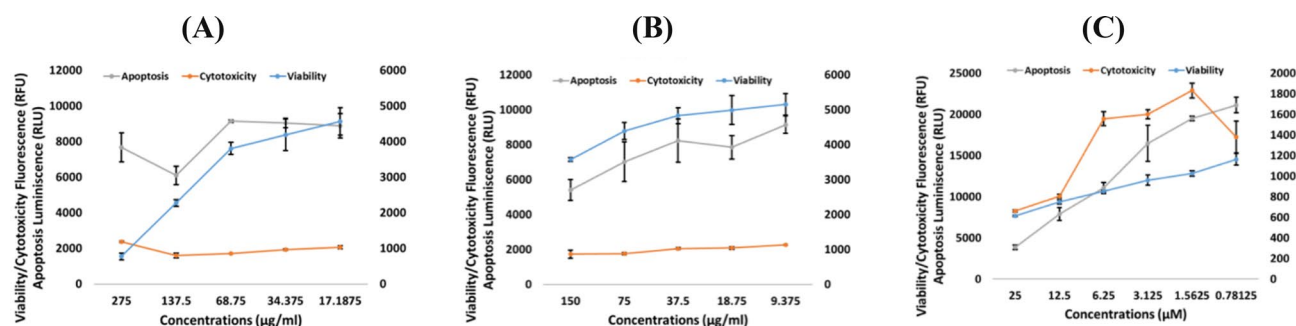 (A)
Viability/Cytotoxicity Fluorescence (RFU)
Apoptosis Luminiscence (RLU)
Apoptosis Cytotoxicity Viability
12000
10000
8000
6000
4000
2000
0
6000
5000
4000
3000
2000
1000
0
275 137.5 68.75 34.375 17.1875
Concentrations (µg/ml)
(B)
Viability/Cytotoxicity Fluorescence (RFU)
Apoptosis Luminiscence (RLU)
Apoptosis Cytotoxicity Viability
12000
10000
8000
6000
4000
2000
0
6000
5000
4000
3000
2000
1000
0
150 75 37.5 18.75 9.375
Concentrations (µg/ml)
(C)
Viability/Cytotoxicity Fluorescence (RFU)
Apoptosis Luminiscence (RLU)
Apoptosis Cytotoxicity Viability
25000
20000
15000
10000
5000
0
2000
1800
1600
1400
1200
1000
800
600
400
200
0
25 12.5 6.25 3.125 1.5625 0.78125
Concentrations (µM)